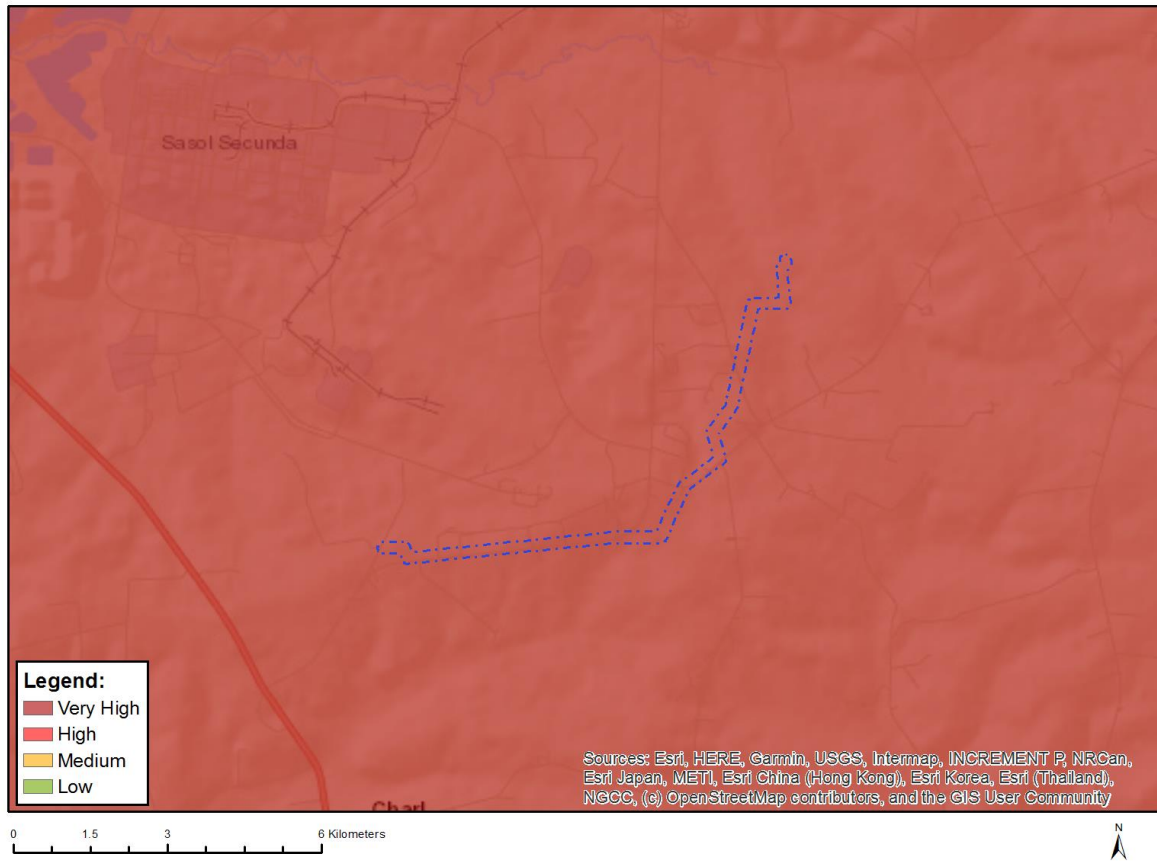 Sasol Secunda
Legend:
Very High
High
Medium
Low
Sources: Esri, HERE, Garmin, USGS, Intermap, INCREMENT P, NRCan,
Esri Japan, METI, Esri China (Hong Kong), Esri Korea, Esri (Thailand),
NGCC, (c) OpenStreetMap contributors, and the GIS User Community
Charl
0 1.5 3 6 Kilometers
N